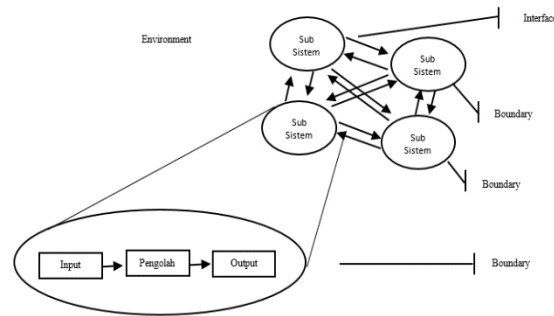 Interface
Environment
Sub
Sistem
Sub
Sistem
Sub
Sistem
Sub
Sistem
Boundary
Boundary
Input
Pengolah
Output
Boundary